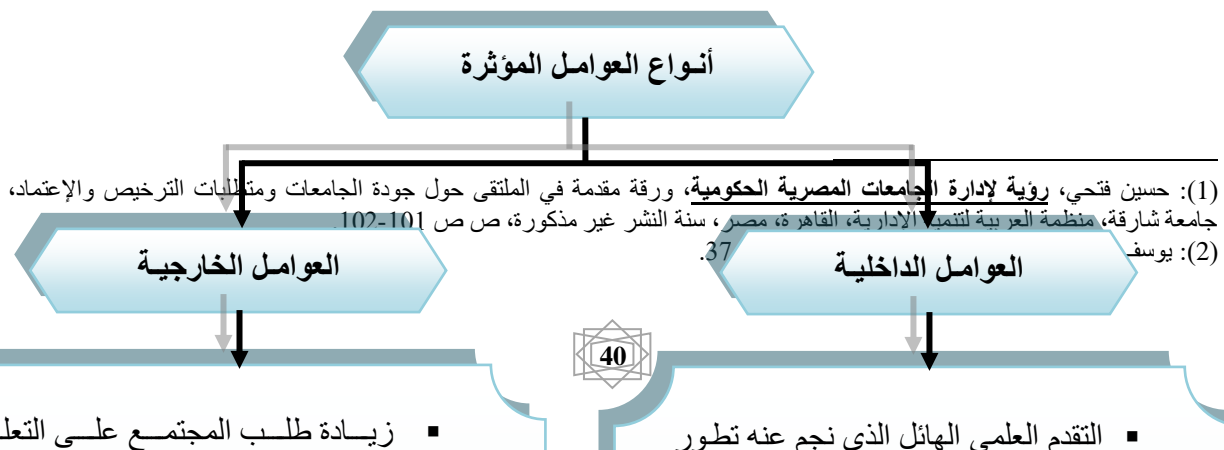 أنـواع العوامـل المؤثرة
(1): حسين فتحي، رؤية لإدارة الجامعات المصرية الحكومية، ورقة مقدمة في الملتقى حول جودة الجامعات ومتطلبات الترخيص والإعتماد،
جامعة شارقة، منظمة العربية لتنمية الإدارية، القاهرة، مصر، سنة النشر غير مذكورة، ص ص 101-102.
(2): يوسف 37.
العوامـل الداخليـة
العوامـل الخارجيـة
40
▪ التقدم العلمي الهائل الذي نجم عنه تطور
▪ زيــادة طلــب المجتمــع علــى